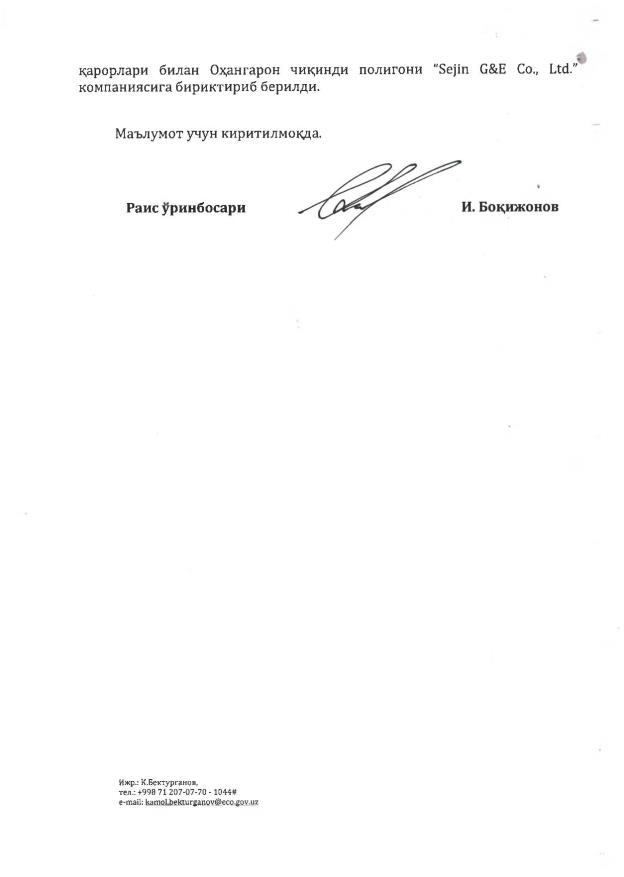 қарорлари билан Оҳангарон чиқинди полигони “Sejin G&E Co., Ltd.”
компаниясига бириктириб берилди.
Маълумот учун киритилмоқда.
Раис ўринбосари И. Боқижонов
Ижр.: К.Бектурганов,
тел.: +998 71 207-07-70 - 1044#
e-mail: kamol.bekturganov@eco.gov.uz